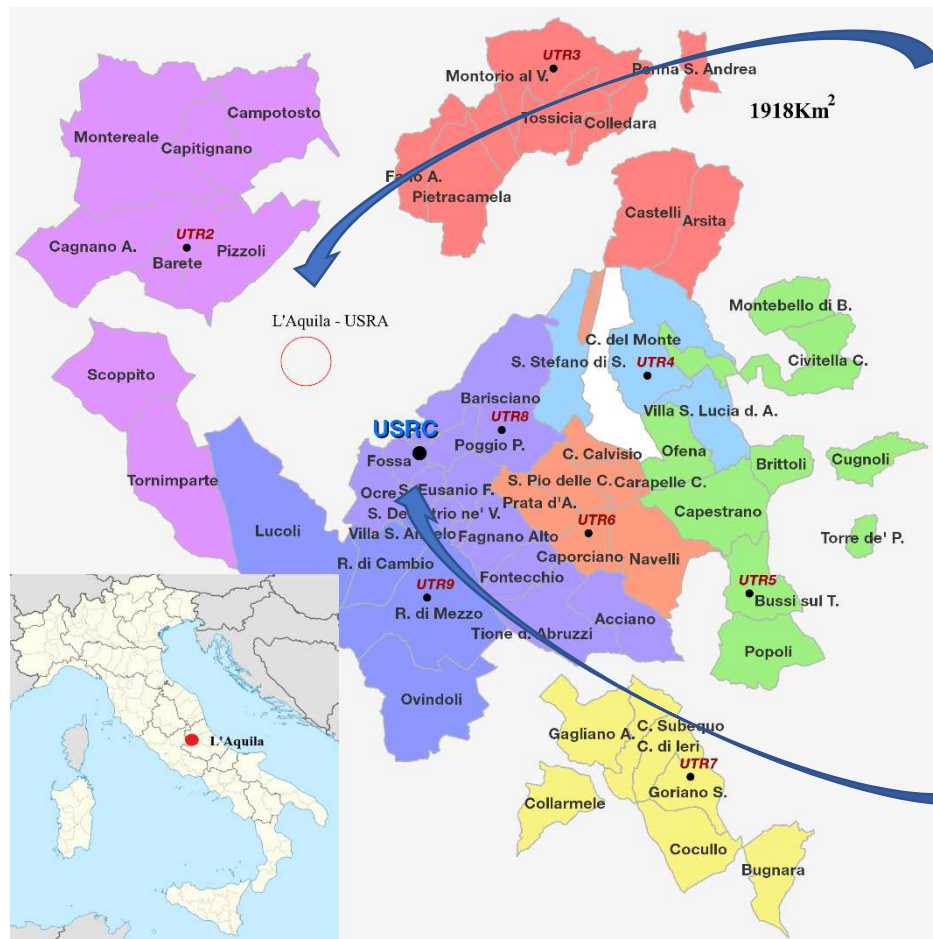 UTR3
Montorio al V.
Penna S. Andrea
Campotosto
1918Km2
Montereale
Capitignano
Tossicia
Colledara
Fano A.
Pietracamela
Castelli
Arsita
UTR2
Cagnano A.
Pizzoli
Barete
Montebello di B.
L'Aquila - USRA
C. del Monte
S. Stefano di S.
UTR4
Civitella C.
Scoppito
Barisciano
Villa S. Lucia d. A.
UTR8
USRC
Poggio P.
Ofena
Fossa
C. Calvisio
Brittoli
Cugnoli
Tornimparte
S. Pio delle C.
Carapelle C.
Ocre
S. Eusanio F.
Prata d'A.
Capestrano
S. Demetrio ne' V.
UTR6
Lucoli
Villa S. Angelo
Fagnano Alto
Torre de' P.
R. di Cambio
Caporciano
Navelli
Fontecchio
UTR5
UTR9
Bussi sul T.
R. di Mezzo
Acciano
Tione d. Abruzzi
Popoli
Ovindoli
C. Subequo
Gagliano A.
L'Aquila
C. di Ieri
UTR7
Goriano S.
Collarmele
Cocullo
Bugnara